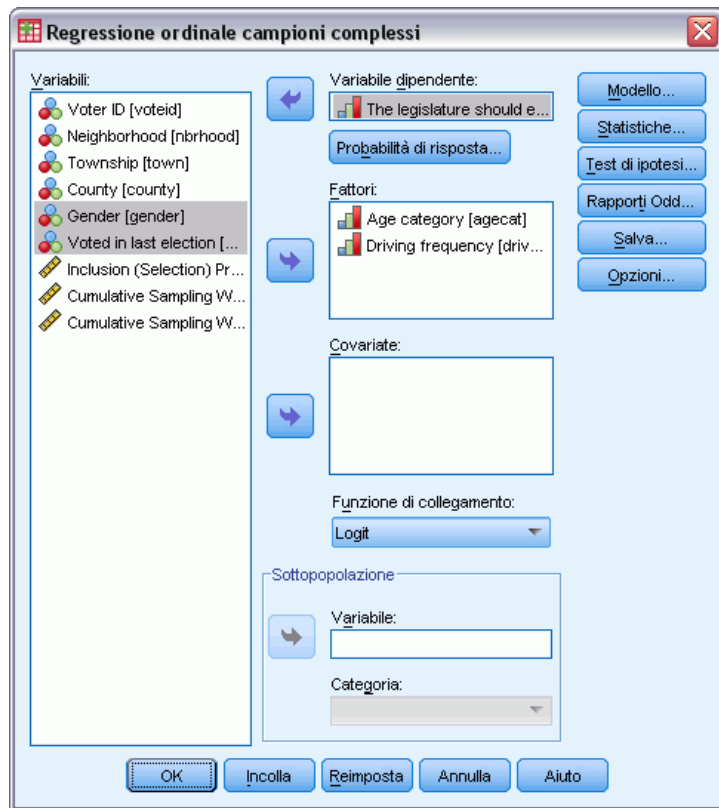 Regressione ordinale campioni complessi
Variabili:
Voter ID [voteid]
Neighborhood [nbrhood]
Township [town]
County [county]
Gender [gender]
Voted in last election [...
Inclusion (Selection) Pr...
Cumulative Sampling W...
Cumulative Sampling W...
Variabile dipendente:
The legislature should e...
Probabilità di risposta...
Fattori:
Age category [agecat]
Driving frequency [driv...
Covariate:
Funzione di collegamento:
Logit
Sottopopolazione
Variabile:
Categoria:
Modello...
Statistiche...
Test di ipotesi...
Rapporti Odd...
Salva...
Opzioni...
OK
Incolla
Reimposta
Annulla
Aiuto